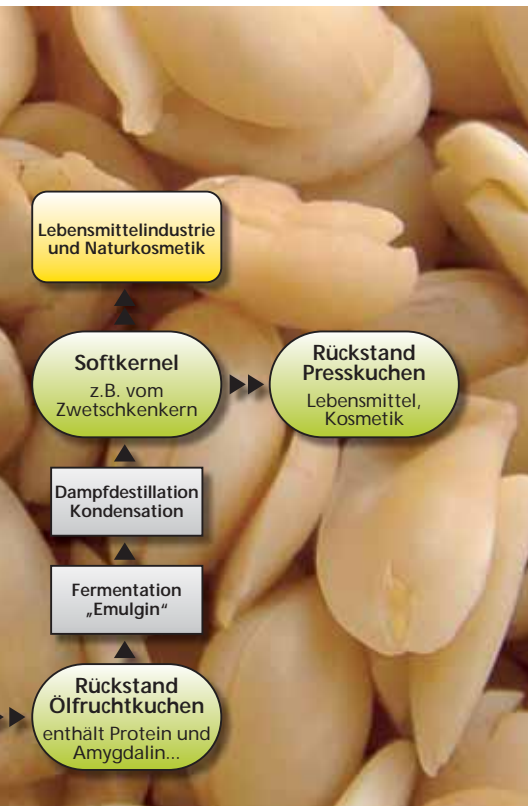 Lebensmittelindustrie
und Naturkosmetik
Softkernel
z.B. vom
Zwetschkenkern
Rückstand
Presskuchen
Lebensmittel,
Kosmetik
Dampfdestillation
Kondensation
Fermentation
„Emulgin“
Rückstand
Ölfruchtkuchen
enthält Protein und
Amygdalin...